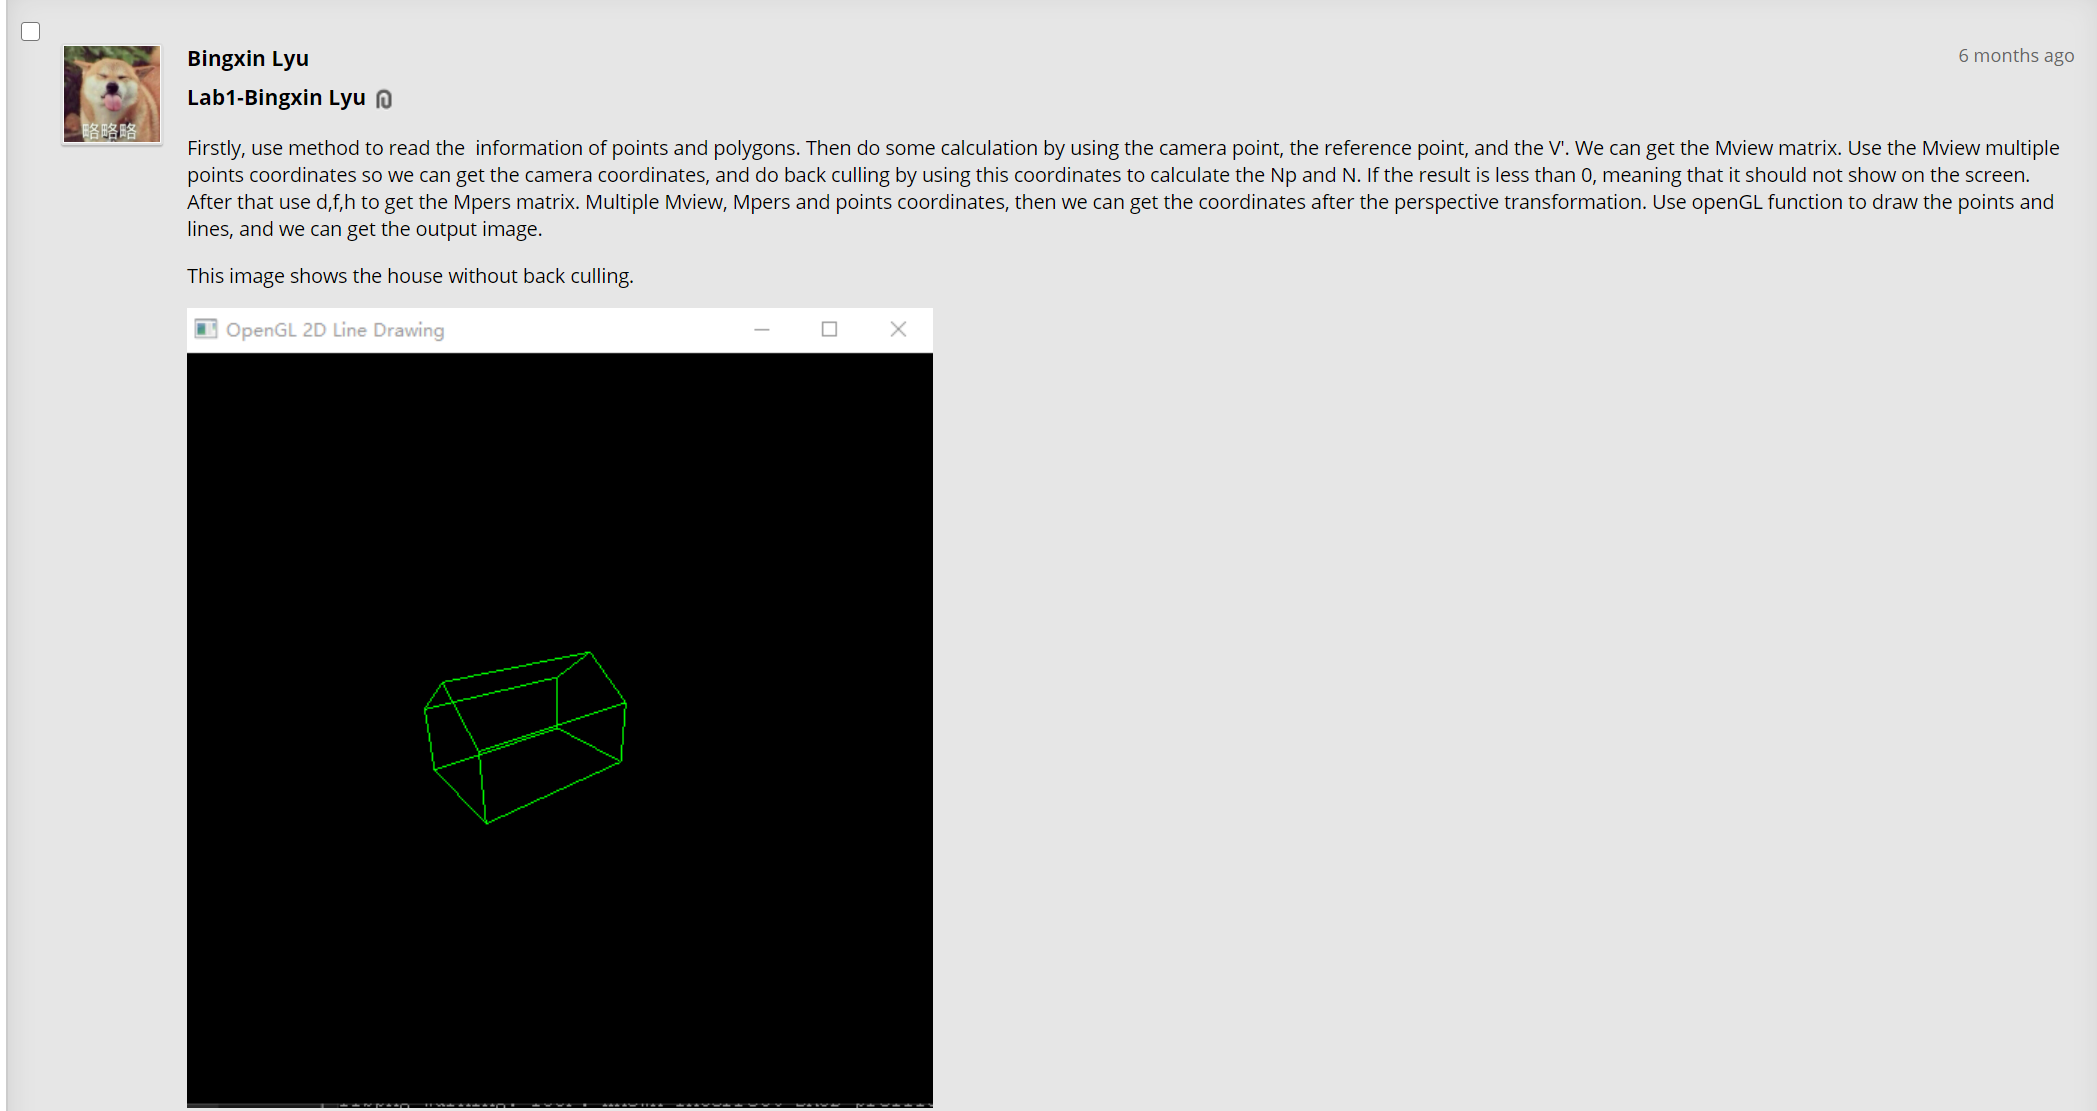 Bingxin Lyu
6 months ago
Lab1-Bingxin Lyu
略略略
Firstly, use method to read the  information of points and polygons. Then do some calculation by using the camera point, the reference point, and the V'. We can get the Mview matrix. Use the Mview multiple
points coordinates so we can get the camera coordinates, and do back culling by using this coordinates to calculate the Np and N. If the result is less than 0, meaning that it should not show on the screen.
After that use d,f,h to get the Mpers matrix. Multiple Mview, Mpers and points coordinates, then we can get the coordinates after the perspective transformation. Use openGL function to draw the points and
lines, and we can get the output image.
This image shows the house without back culling.
OpenGL 2D Line Drawing